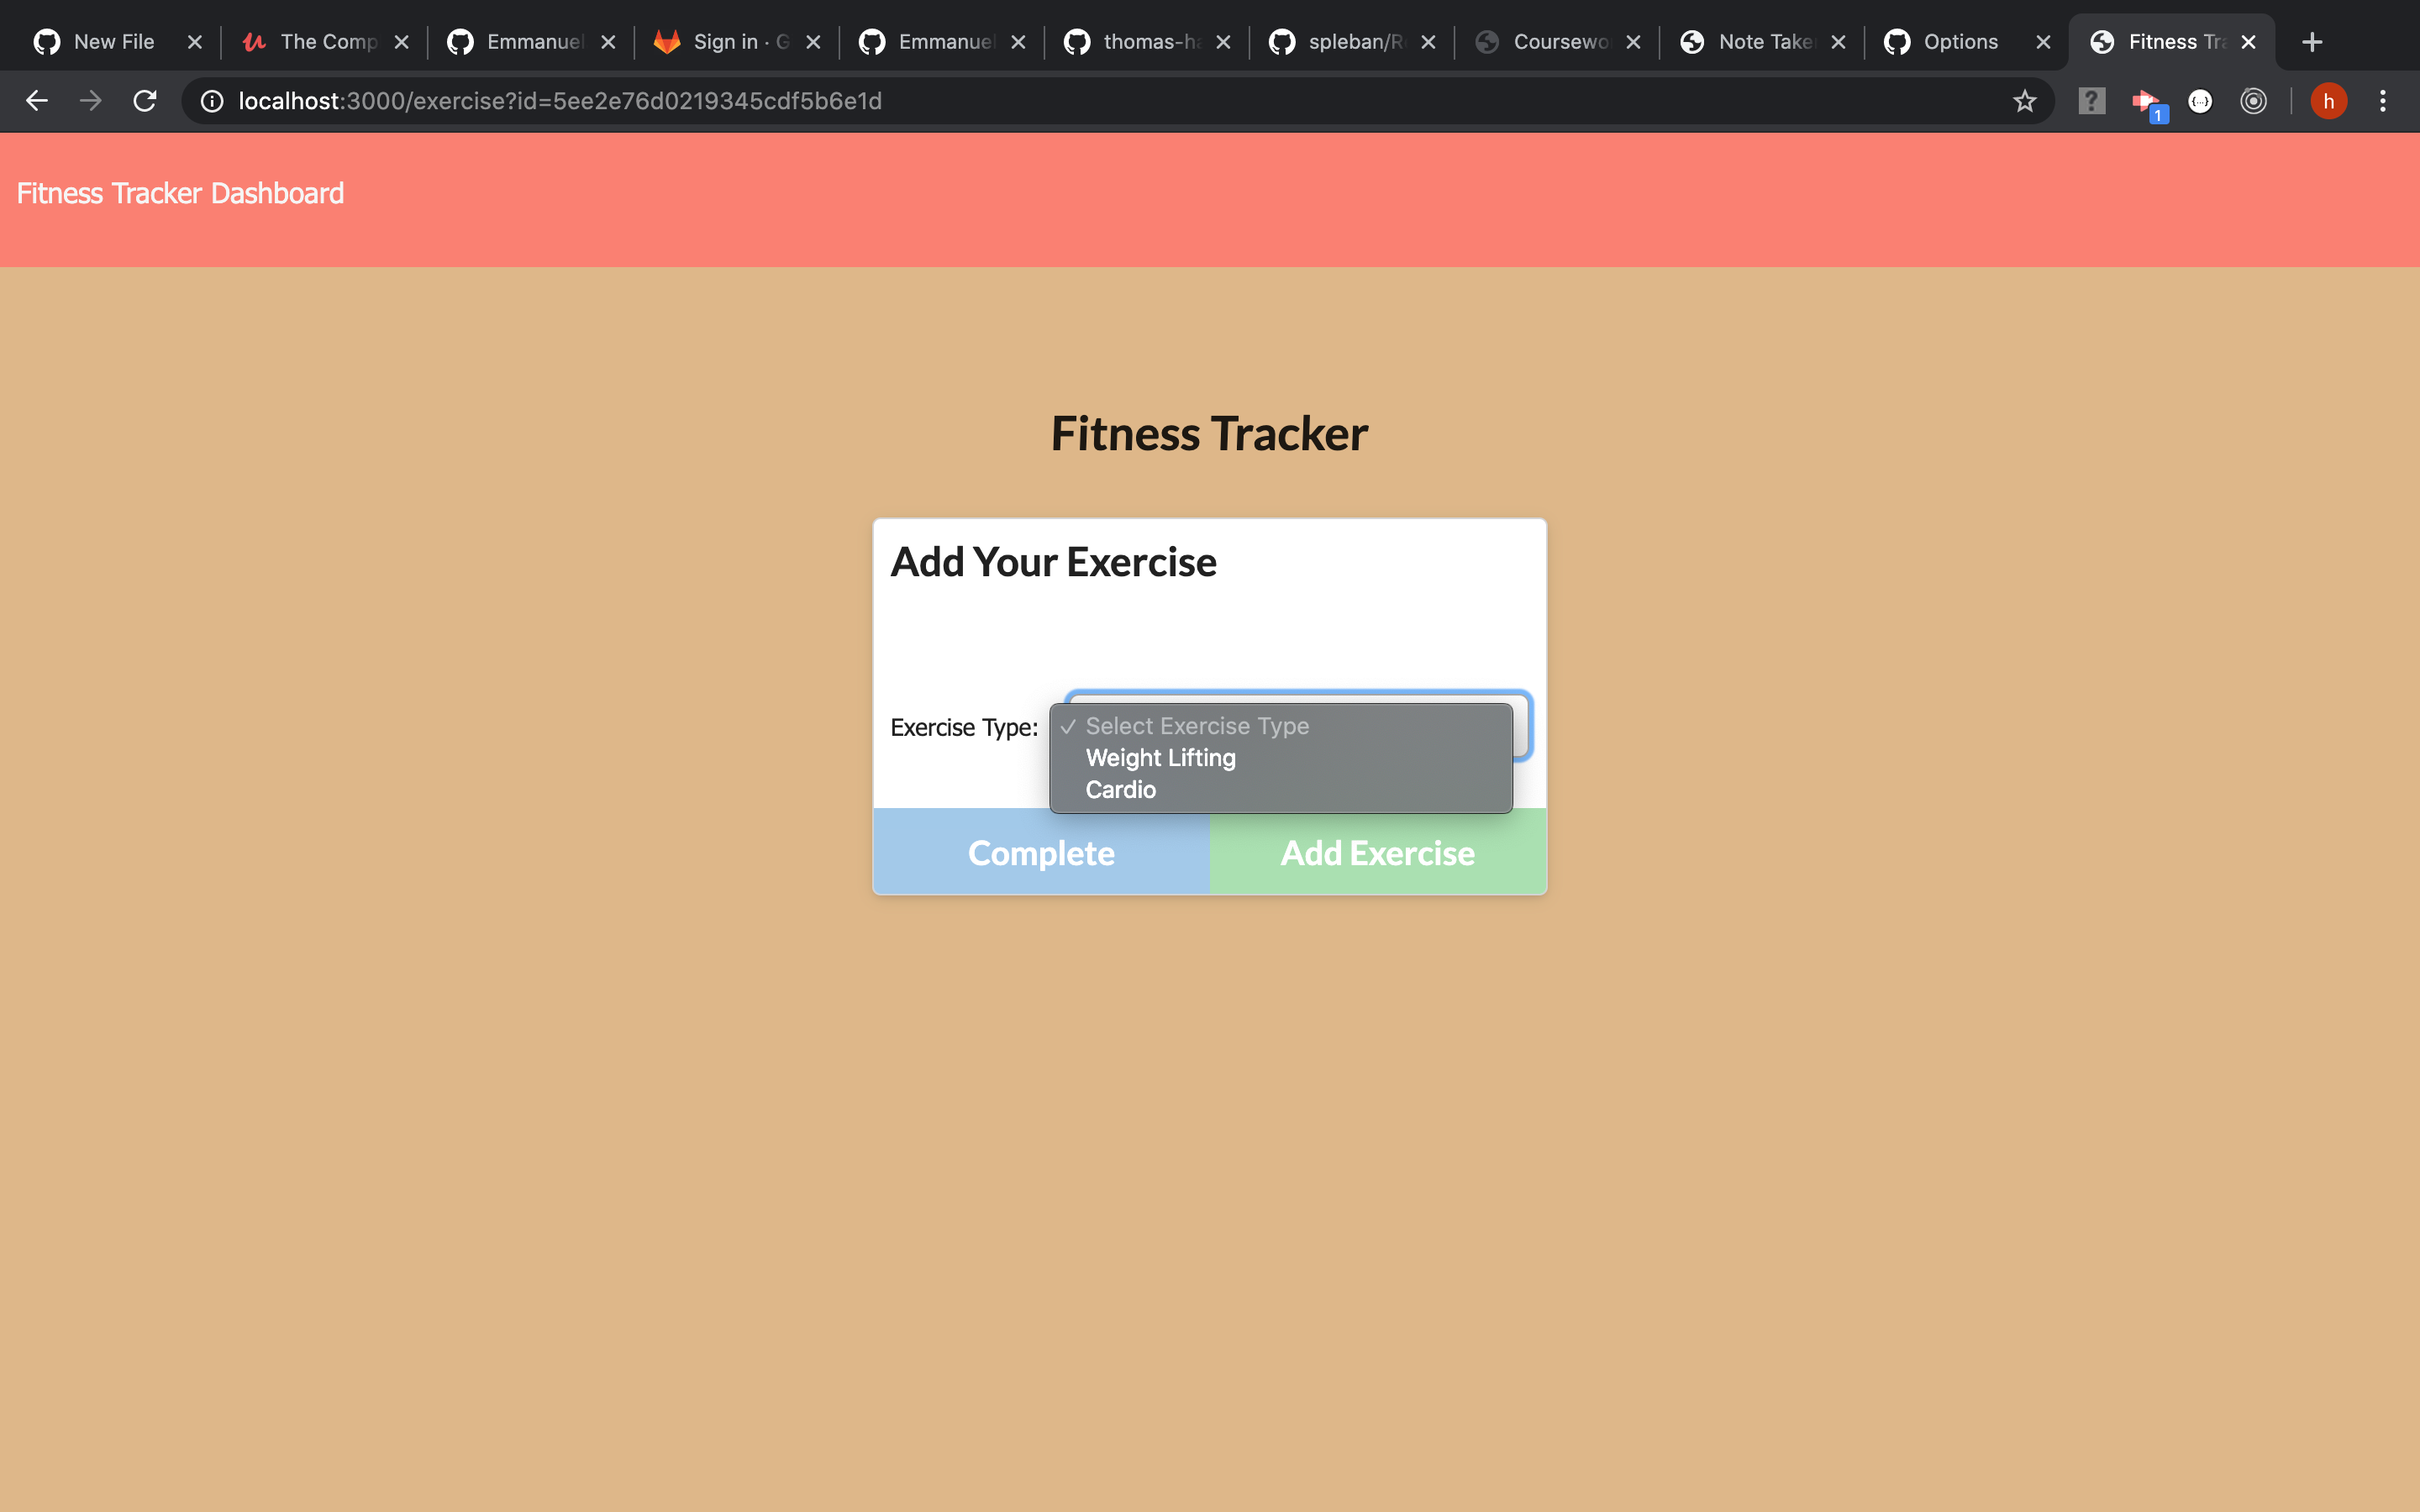 New File
The Comp
Emmanuel
Sign in · G
Emmanuel
thomas-ha
spleban/R
Coursewo
Note Take
Options
Fitness Tra
localhost:3000/exercise?id=5ee2e76d0219345cdf5b6e1d
1
h
Fitness Tracker Dashboard
Fitness Tracker
Add Your Exercise
Exercise Type:
✓ Select Exercise Type
Weight Lifting
Cardio
Complete
Add Exercise